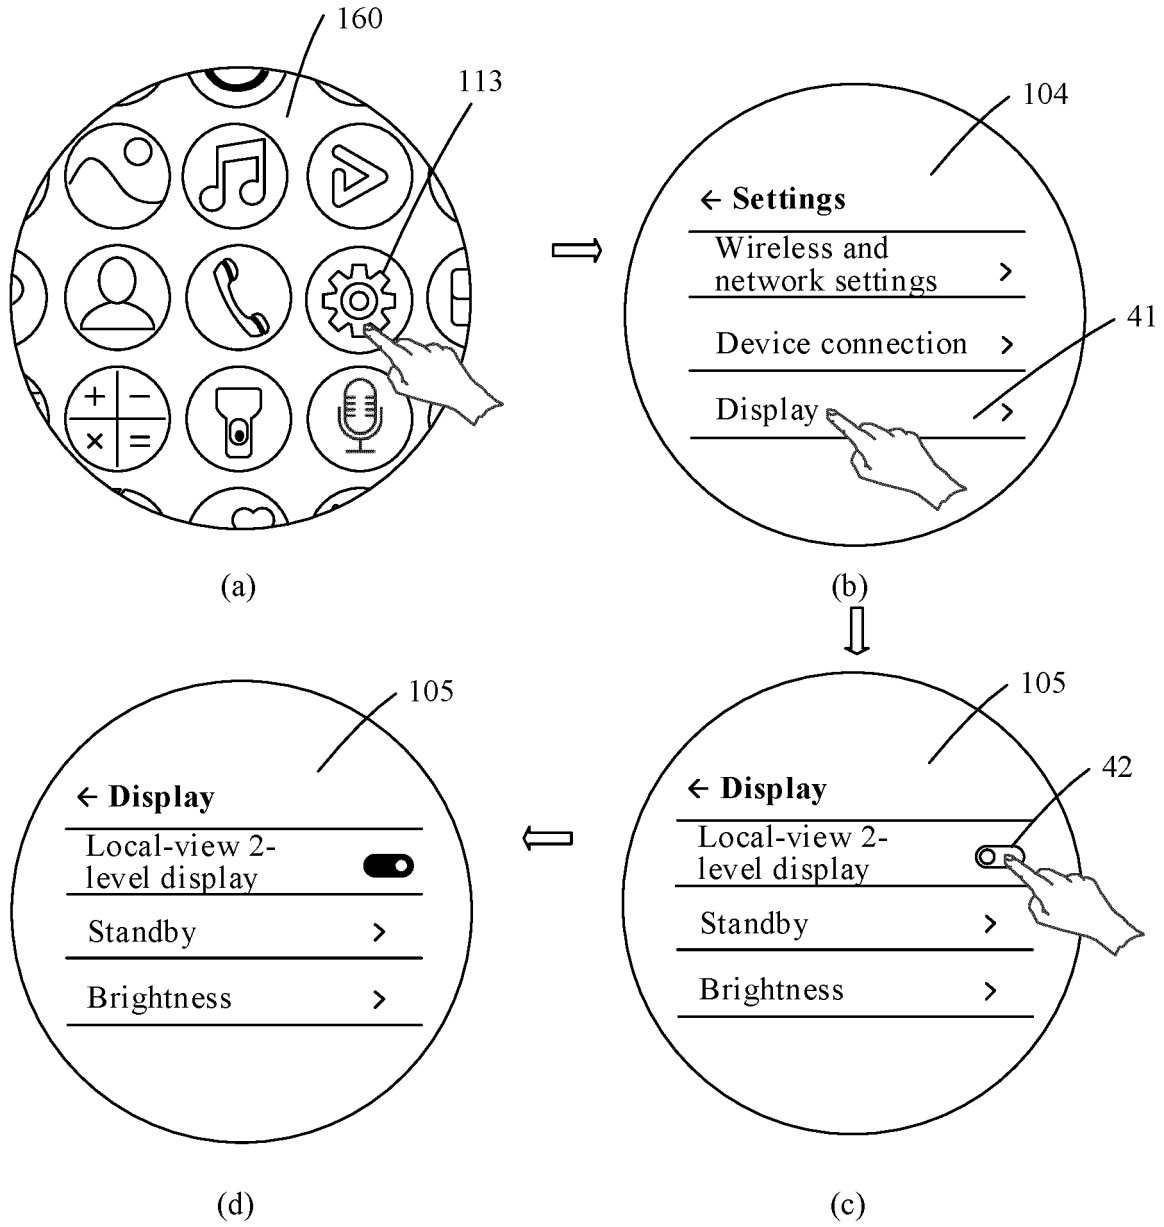 160
113
+ −
× =
(a)
104
← Settings
Wireless and
network settings >
Device connection >
41
Display >
(b)
105
← Display
42
Local-view 2-
level display
Standby >
Brightness >
(c)
105
← Display
Local-view 2-
level display
Standby >
Brightness >
(d)